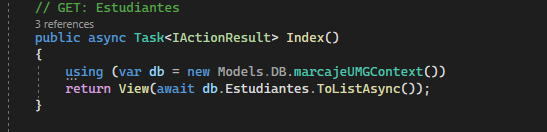 // GET: Estudiantes
3 references
public async Task<IActionResult> Index()
{
using (var db = new Models.DB.marcajeUMGContext())
return View(await db.Estudiantes.ToListAsync());
}